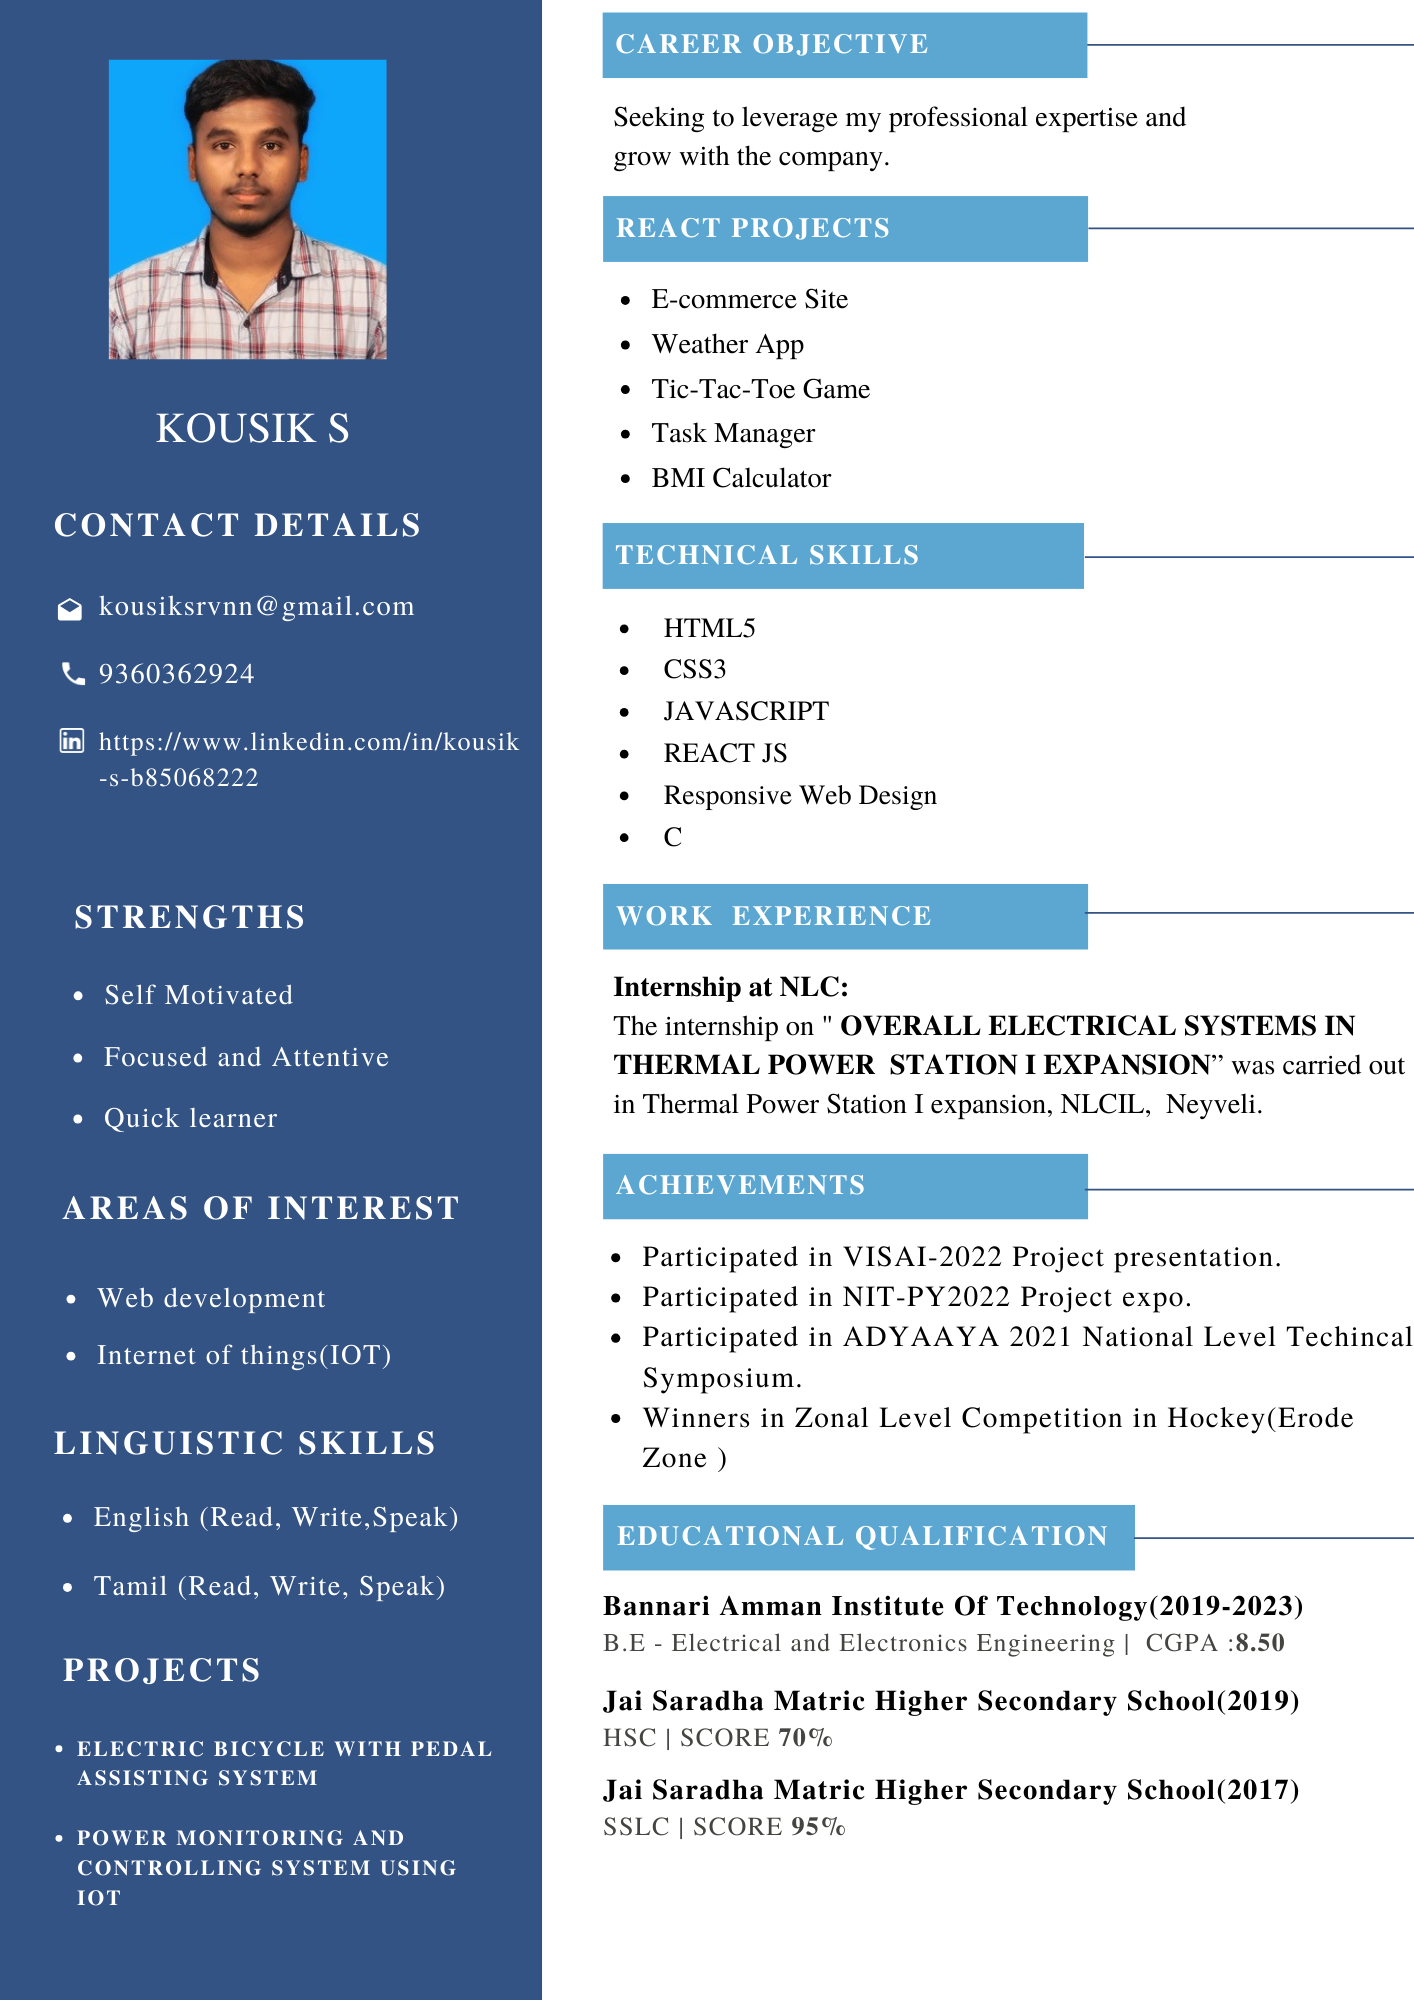 KOUSIK S
CONTACT DETAILS
kousiksrvnn@gmail.com
9360362924
https://www.linkedin.com/in/kousik
-s-b85068222
STRENGTHS
• Self Motivated
• Focused and Attentive
• Quick learner
AREAS OF INTEREST
• Web development
• Internet of things(IOT)
LINGUISTIC SKILLS
• English (Read, Write,Speak)
• Tamil (Read, Write, Speak)
PROJECTS
• ELECTRIC BICYCLE WITH PEDAL
ASSISTING SYSTEM
• POWER MONITORING AND
CONTROLLING SYSTEM USING
IOT
CAREER OBJECTIVE
Seeking to leverage my professional expertise and
grow with the company.
REACT PROJECTS
• E-commerce Site
• Weather App
• Tic-Tac-Toe Game
• Task Manager
• BMI Calculator
TECHNICAL SKILLS
• HTML5
• CSS3
• JAVASCRIPT
• REACT JS
• Responsive Web Design
• C
WORK  EXPERIENCE
Internship at NLC:
The internship on " OVERALL ELECTRICAL SYSTEMS IN
THERMAL POWER  STATION I EXPANSION” was carried out
in Thermal Power Station I expansion, NLCIL,  Neyveli.
ACHIEVEMENTS
• Participated in VISAI-2022 Project presentation.
• Participated in NIT-PY2022 Project expo.
• Participated in ADYAAYA 2021 National Level Techincal
Symposium.
• Winners in Zonal Level Competition in Hockey(Erode
Zone )
EDUCATIONAL QUALIFICATION
Bannari Amman Institute Of Technology(2019-2023)
B.E - Electrical and Electronics Engineering |  CGPA :8.50
Jai Saradha Matric Higher Secondary School(2019)
HSC | SCORE 70%
Jai Saradha Matric Higher Secondary School(2017)
SSLC | SCORE 95%